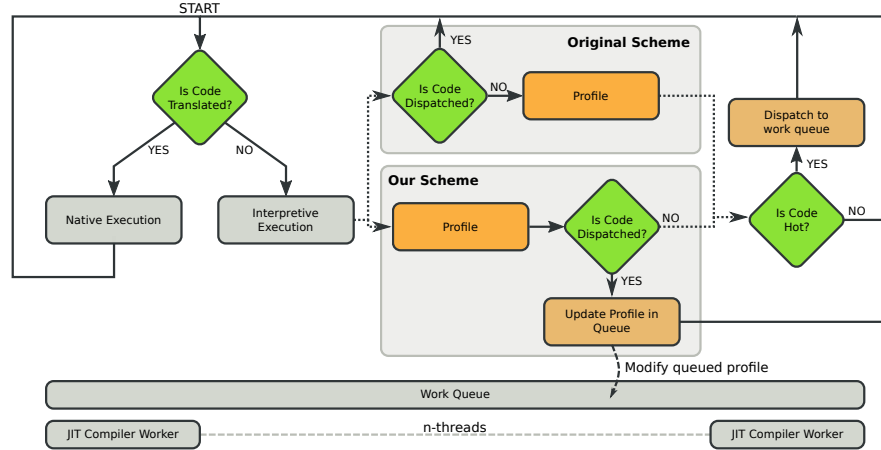 START
Is Code
Translated?
YES
NO
Native Execution
Interpretive
Execution
Original Scheme
YES
Is Code
Dispatched?
NO
Profile
Our Scheme
Profile
Is Code
Dispatched?
NO
YES
Update Profile in
Queue
Dispatch to
work queue
YES
Is Code
Hot?
NO
Modify queued profile
Work Queue
JIT Compiler Worker
n-threads
JIT Compiler Worker